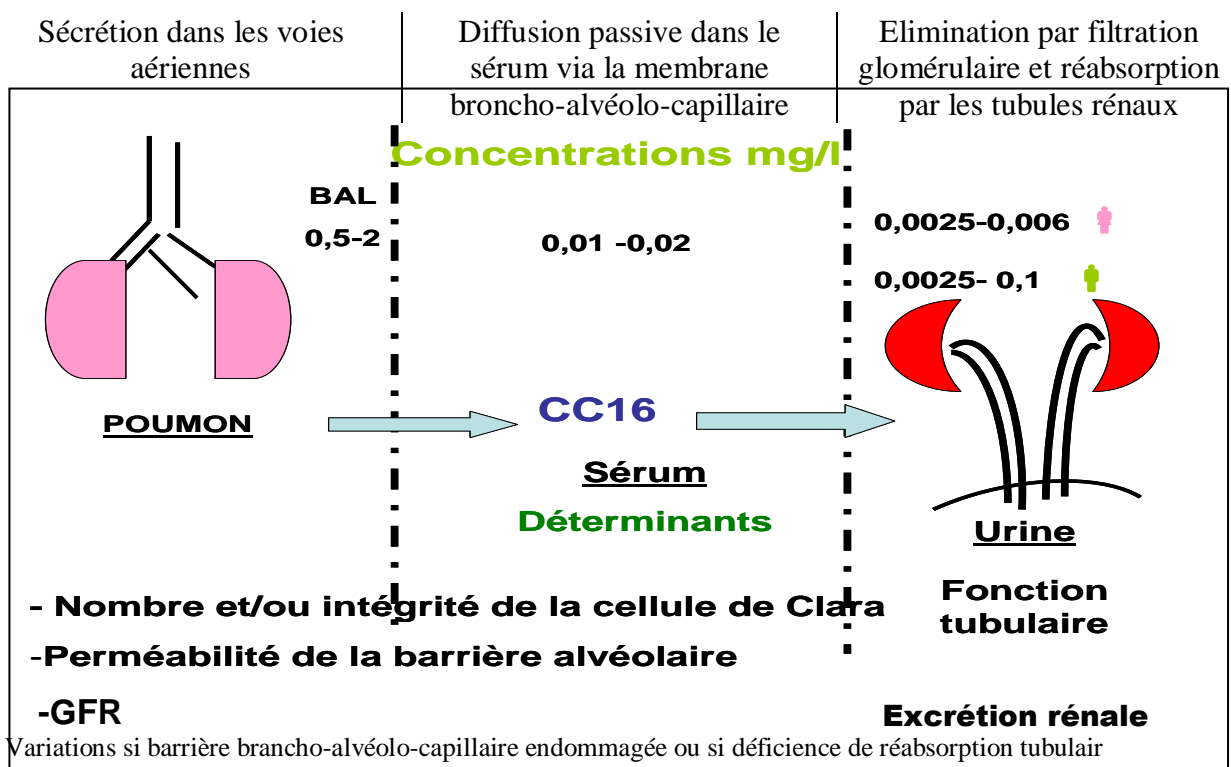 Sécrétion dans les voies
aériennes
Diffusion passive dans le
sérum via la membrane
broncho-alvéolo-capillaire
Elimination par filtration
glomérulaire et réabsorption
par les tubules rénaux
Concentrations mg/l
BAL
0,5-2
0,01 -0,02
0,0025-0,006
0,0025- 0,1
POUMON
CC16
Sérum
Déterminants
Urine
Fonction
tubulaire
- Nombre et/ou intégrité de la cellule de Clara
-Perméabilité de la barrière alvéolaire
-GFR
Excrétion rénale
Variations si barrière brancho-alvéolo-capillaire endommagée ou si déficience de réabsorption tubulair